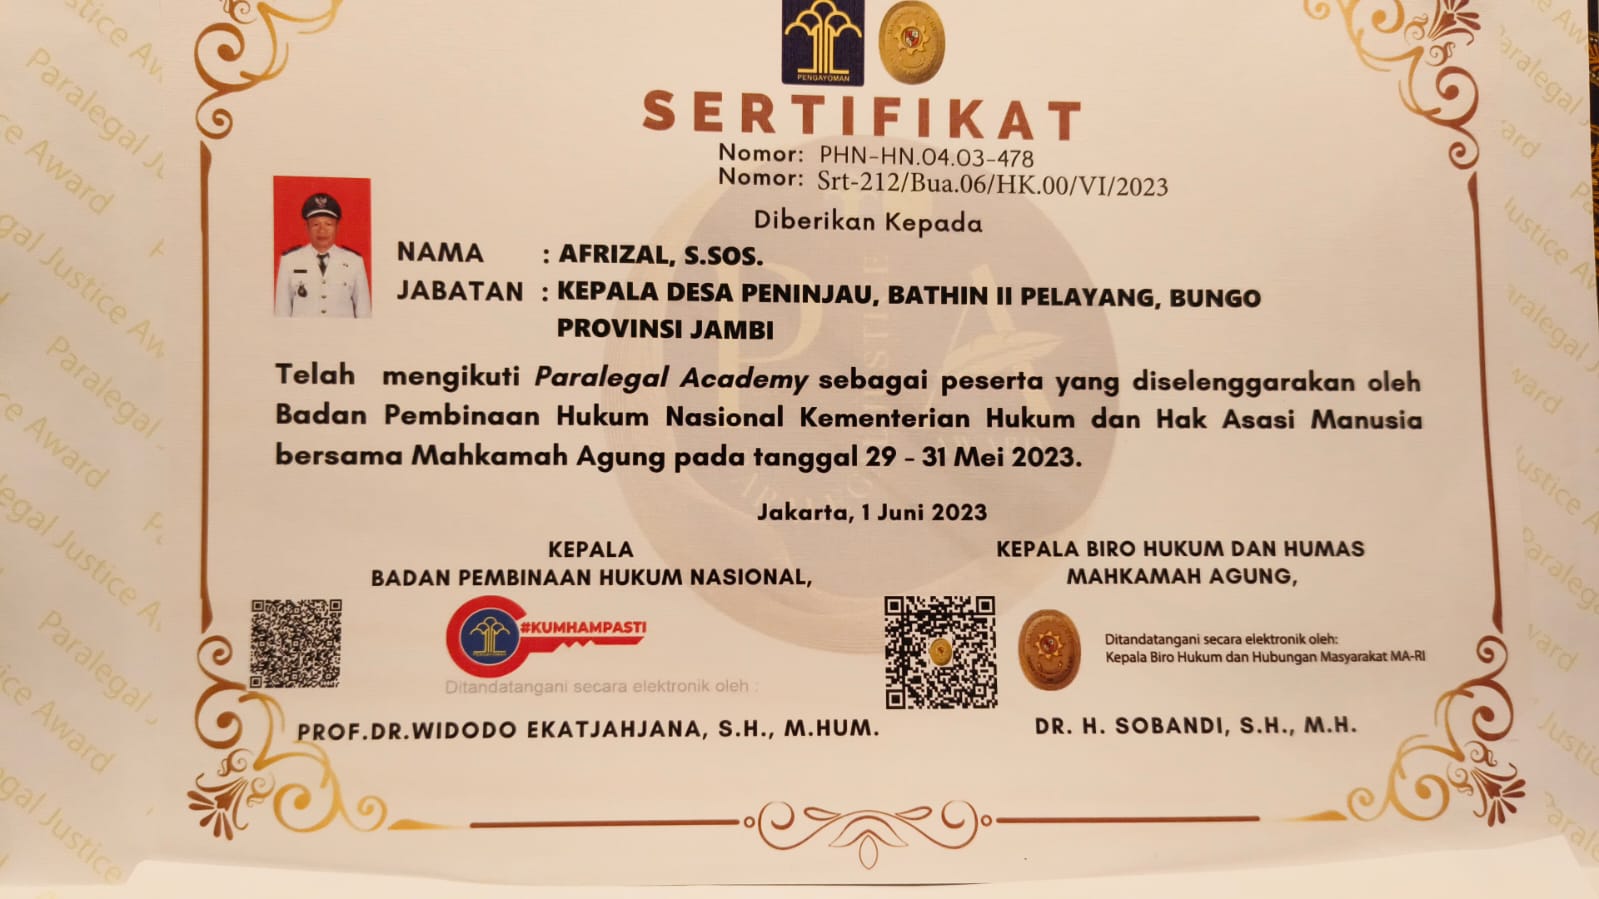 PENGAYOMAN
SERTIFIKAT
Nomor: PHN-HN.04.03-478
Nomor: Srt-212/Bua.06/HK.00/VI/2023
Diberikan Kepada
NAMA : AFRIZAL, S.SOS.
JABATAN : KEPALA DESA PENINJAU, BATHIN II PELAYANG, BUNGO
PROVINSI JAMBI
Telah mengikuti Paralegal Academy sebagai peserta yang diselenggarakan oleh
Badan Pembinaan Hukum Nasional Kementerian Hukum dan Hak Asasi Manusia
bersama Mahkamah Agung pada tanggal 29 - 31 Mei 2023.
Jakarta, 1 Juni 2023
KEPALA
BADAN PEMBINAAN HUKUM NASIONAL,
#KUMHAMPASTI
PENGAYOMAN
Ditandatangani secara elektronik oleh :
PROF.DR.WIDODO EKATJAHJANA, S.H., M.HUM.
KEPALA BIRO HUKUM DAN HUMAS
MAHKAMAH AGUNG,
Ditandatangani secara elektronik oleh:
Kepala Biro Hukum dan Hubungan Masyarakat MA-RI
DR. H. SOBANDI, S.H., M.H.
Paralegal Justice Award